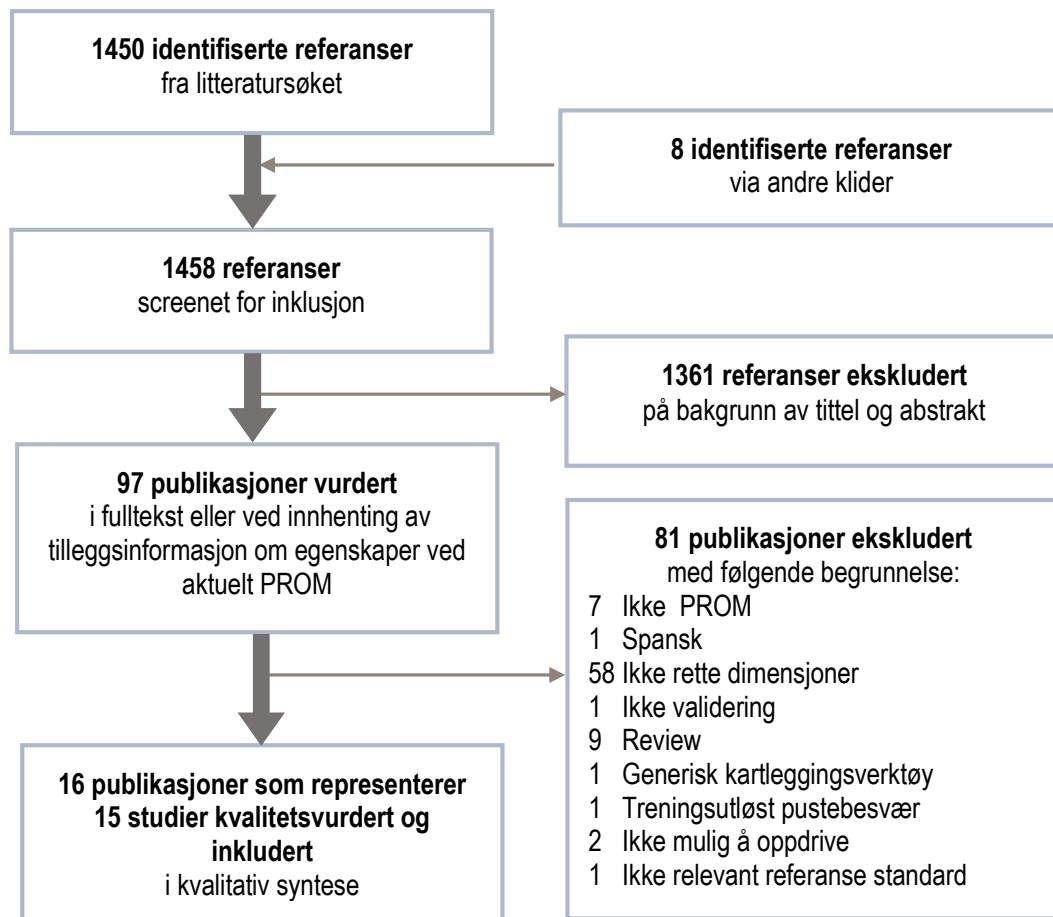 1450 identifiserte referanser
fra litteratursøket
8 identifiserte referanser
via andre klider
1458 referanser
screenet for inklusjon
1361 referanser ekskludert
på bakgrunn av tittel og abstrakt
97 publikasjoner vurdert
i fulltekst eller ved innhenting av
tilleggsinformasjon om egenskaper ved
aktuelt PROM
81 publikasjoner ekskludert
med følgende begrunnelse:
7 Ikke PROM
1 Spansk
58 Ikke rette dimensjoner
1 Ikke validering
9 Review
1 Generisk kartleggingsverktøy
1 Treningsutløst pustebesvær
2 Ikke mulig å oppdrive
1 Ikke relevant referanse standard
16 publikasjoner som representerer
15 studier kvalitetsvurdert og
inkludert
i kvalitativ syntese